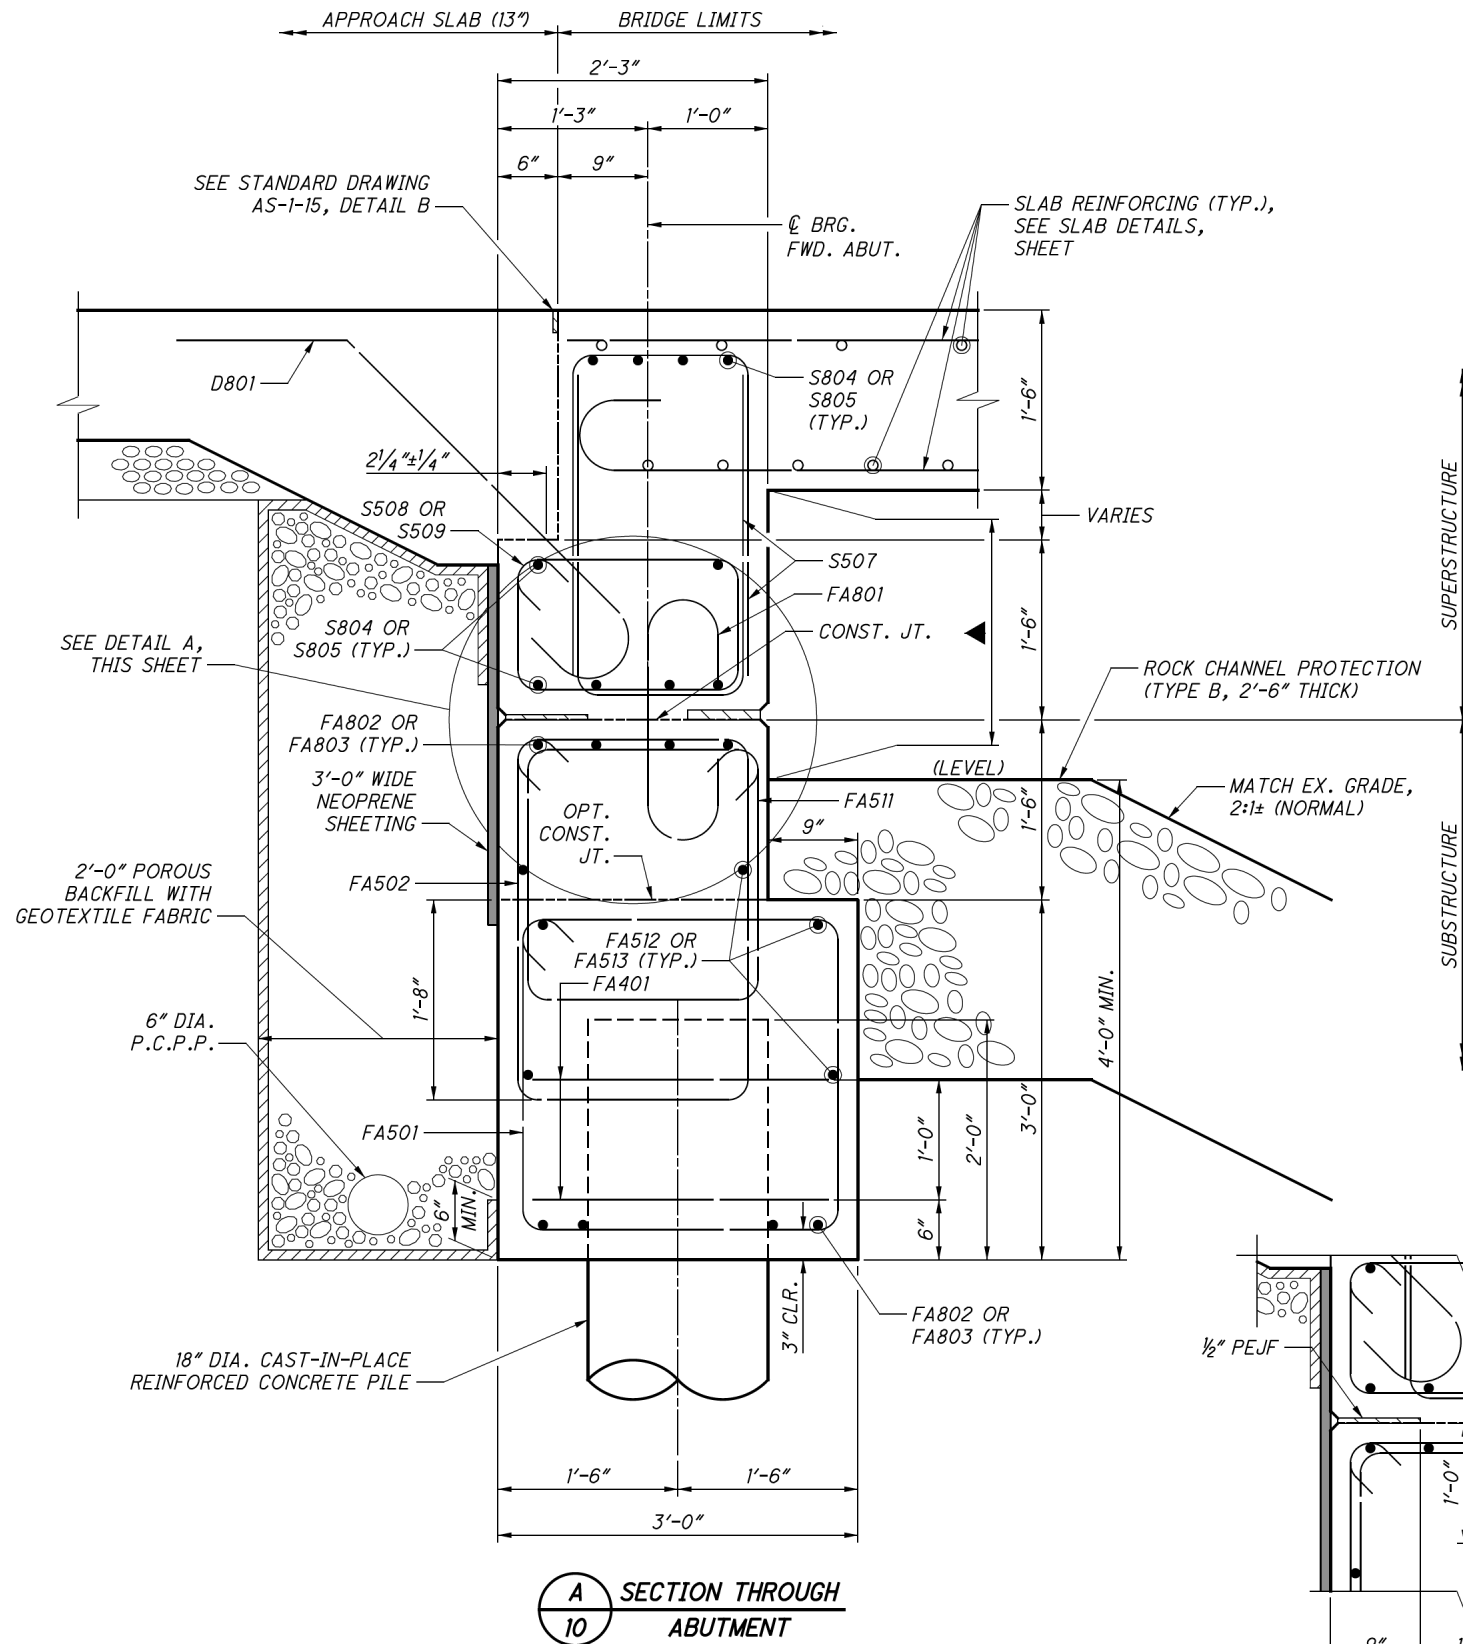 APPROACH SLAB (13")
BRIDGE LIMITS
2'-3"
1'-3"
1'-0"
6"
9"
SEE STANDARD DRAWING
AS-1-15, DETAIL B
℄ BRG.
FWD. ABUT.
SLAB REINFORCING (TYP.),
SEE SLAB DETAILS,
SHEET
D801
S804 OR
S805
(TYP.)
1'-6"
2 1/4"±1/4"
S508 OR
S509
VARIES
SUPERSTRUCTURE
S507
FA801
CONST. JT.
1'-6"
S804 OR
S805 (TYP.)
SEE DETAIL A,
THIS SHEET
ROCK CHANNEL PROTECTION
(TYPE B, 2'-6" THICK)
FA802 OR
FA803 (TYP.)
3'-0" WIDE
NEOPRENE
SHEETING
(LEVEL)
MATCH EX. GRADE,
2:1± (NORMAL)
OPT.
CONST.
JT.
FA511
9"
1'-6"
SUBSTRUCTURE
2'-0" POROUS
BACKFILL WITH
GEOTEXTILE FABRIC
FA502
FA512 OR
FA513 (TYP.)
FA401
1'-8"
4'-0" MIN.
6" DIA.
P.C.P.P.
FA501
1'-0"
2'-0"
3'-0"
6"
MIN.
6"
3" CLR.
FA802 OR
FA803 (TYP.)
18" DIA. CAST-IN-PLACE
REINFORCED CONCRETE PILE
1/2" PEJF
1'-0"
1'-6"
1'-6"
3'-0"
A
10
SECTION THROUGH
ABUTMENT